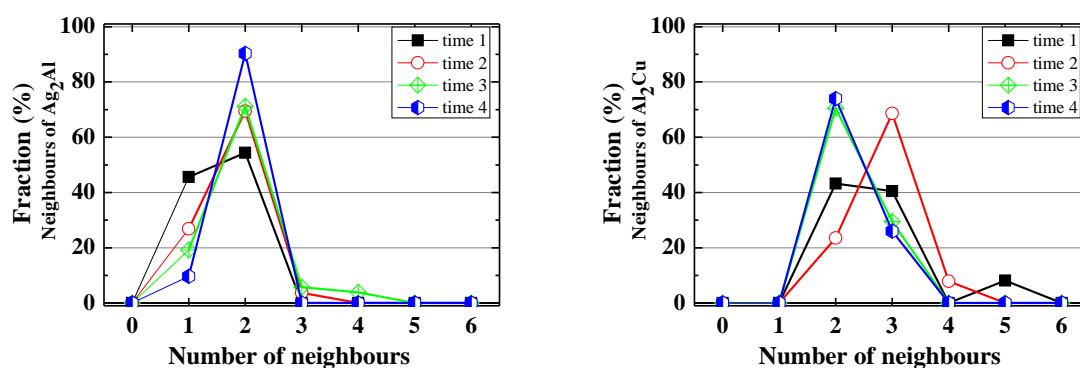 Fraction (%)
Neighbours of Ag₂Al
100
80
60
40
20
0
time 1
time 2
time 3
time 4
0 1 2 3 4 5 6
Number of neighbours
Fraction (%)
Neighbours of Al₂Cu
100
80
60
40
20
0
time 1
time 2
time 3
time 4
0 1 2 3 4 5 6
Number of neighbours